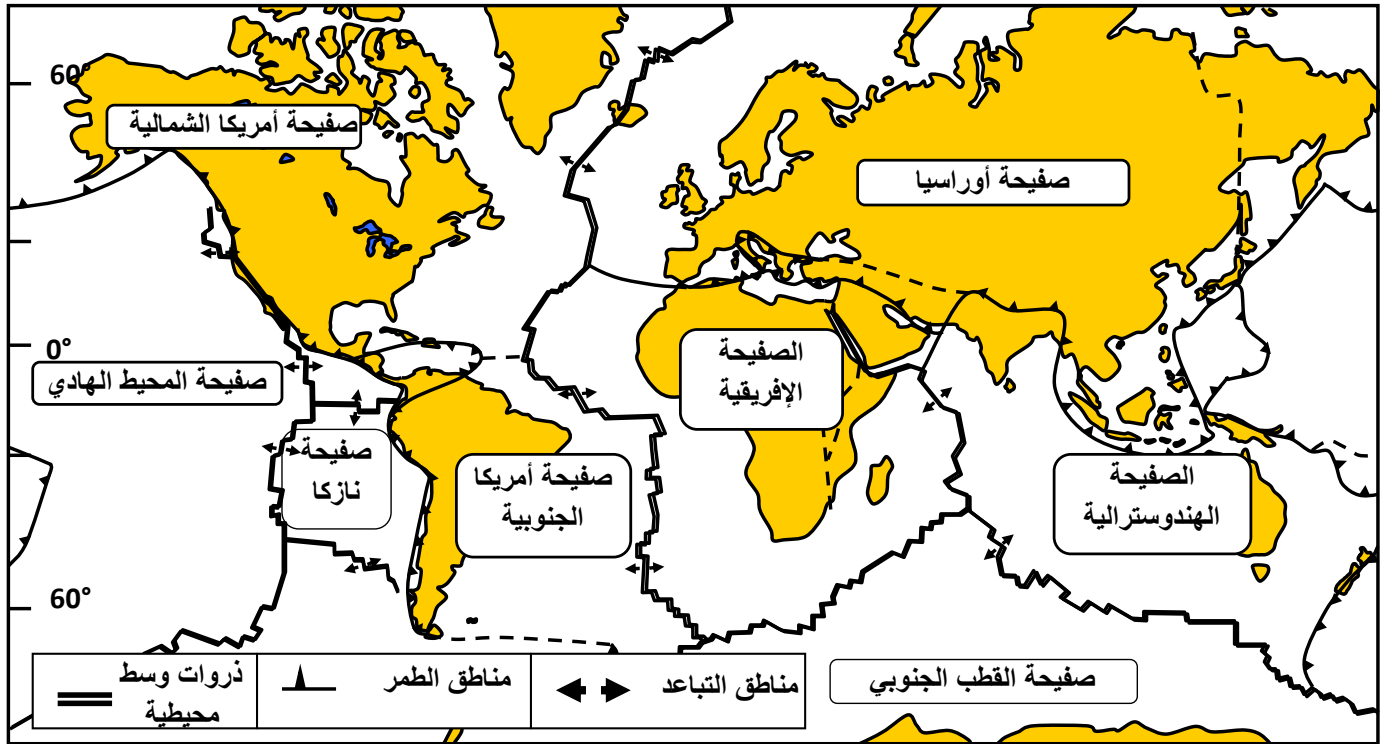 60°
صفيحة أمريكا الشمالية
صفيحة أوراسيا
0°
صفيحة المحيط الهادي
الصفيحة
الإفريقية
صفيحة
نازكا
صفيحة أمريكا
الجنوبية
الصفيحة
الهندوسترالية
60°
صفيحة القطب الجنوبي
مناطق التباعد
مناطق الطمر
ذروات وسط
محيطية